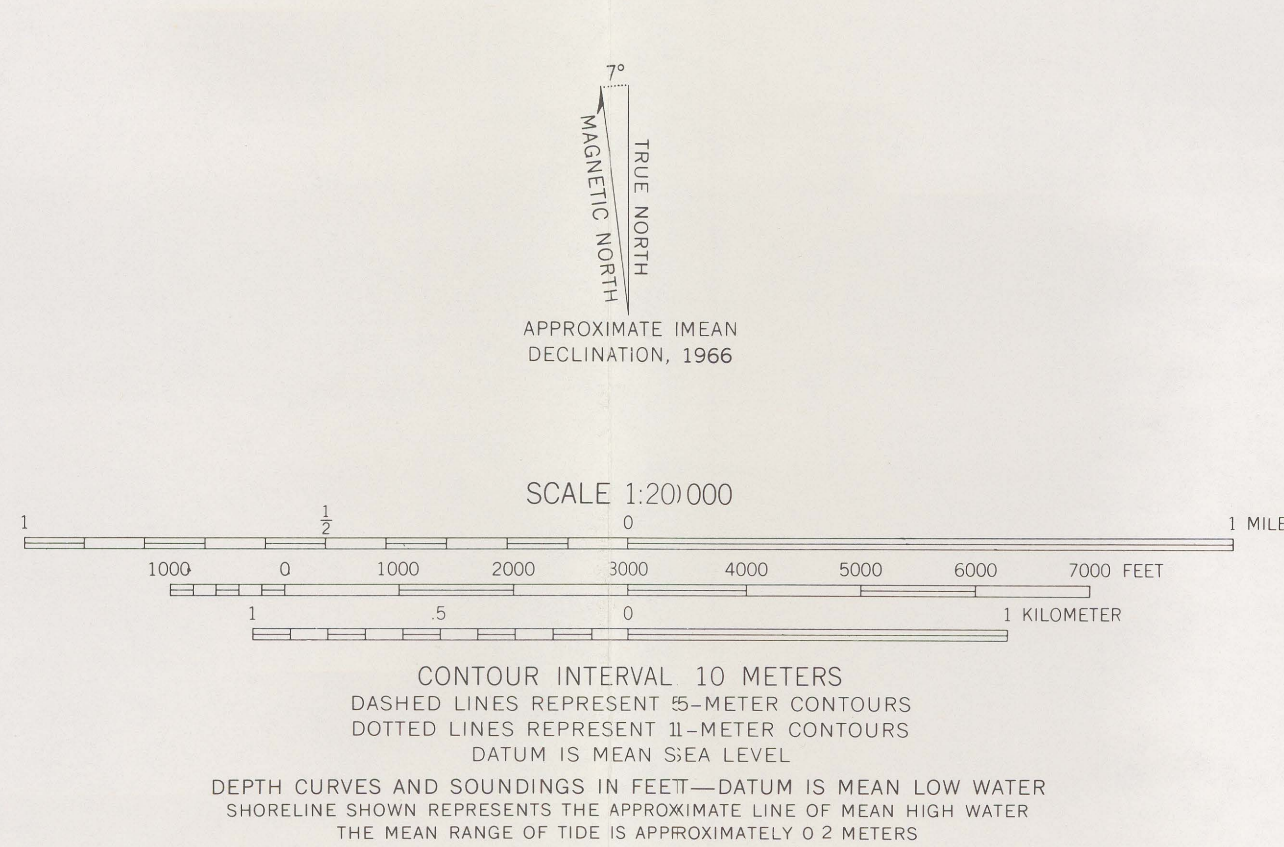 7°
MAGNETIC NORTH
TRUE NORTH
APPROXIMATE MEAN
DECLINATION, 1966
SCALE 1:20 000
1 1/2 0 1 MILE
1000 0 1000 2000 3000 4000 5000 6000 7000 FEET
1 .5 0 1 KILOMETER
CONTOUR INTERVAL 10 METERS
DASHED LINES REPRESENT 5-METER CONTOURS
DOTTED LINES REPRESENT 1-METER CONTOURS
DATUM IS MEAN SEA LEVEL
DEPTH CURVES AND SOUNDINGS IN FEET—DATUM IS MEAN LOW WATER
SHORELINE SHOWN REPRESENTS THE APPROXIMATE LINE OF MEAN HIGH WATER
THE MEAN RANGE OF TIDE IS APPROXIMATELY 0 2 METERS